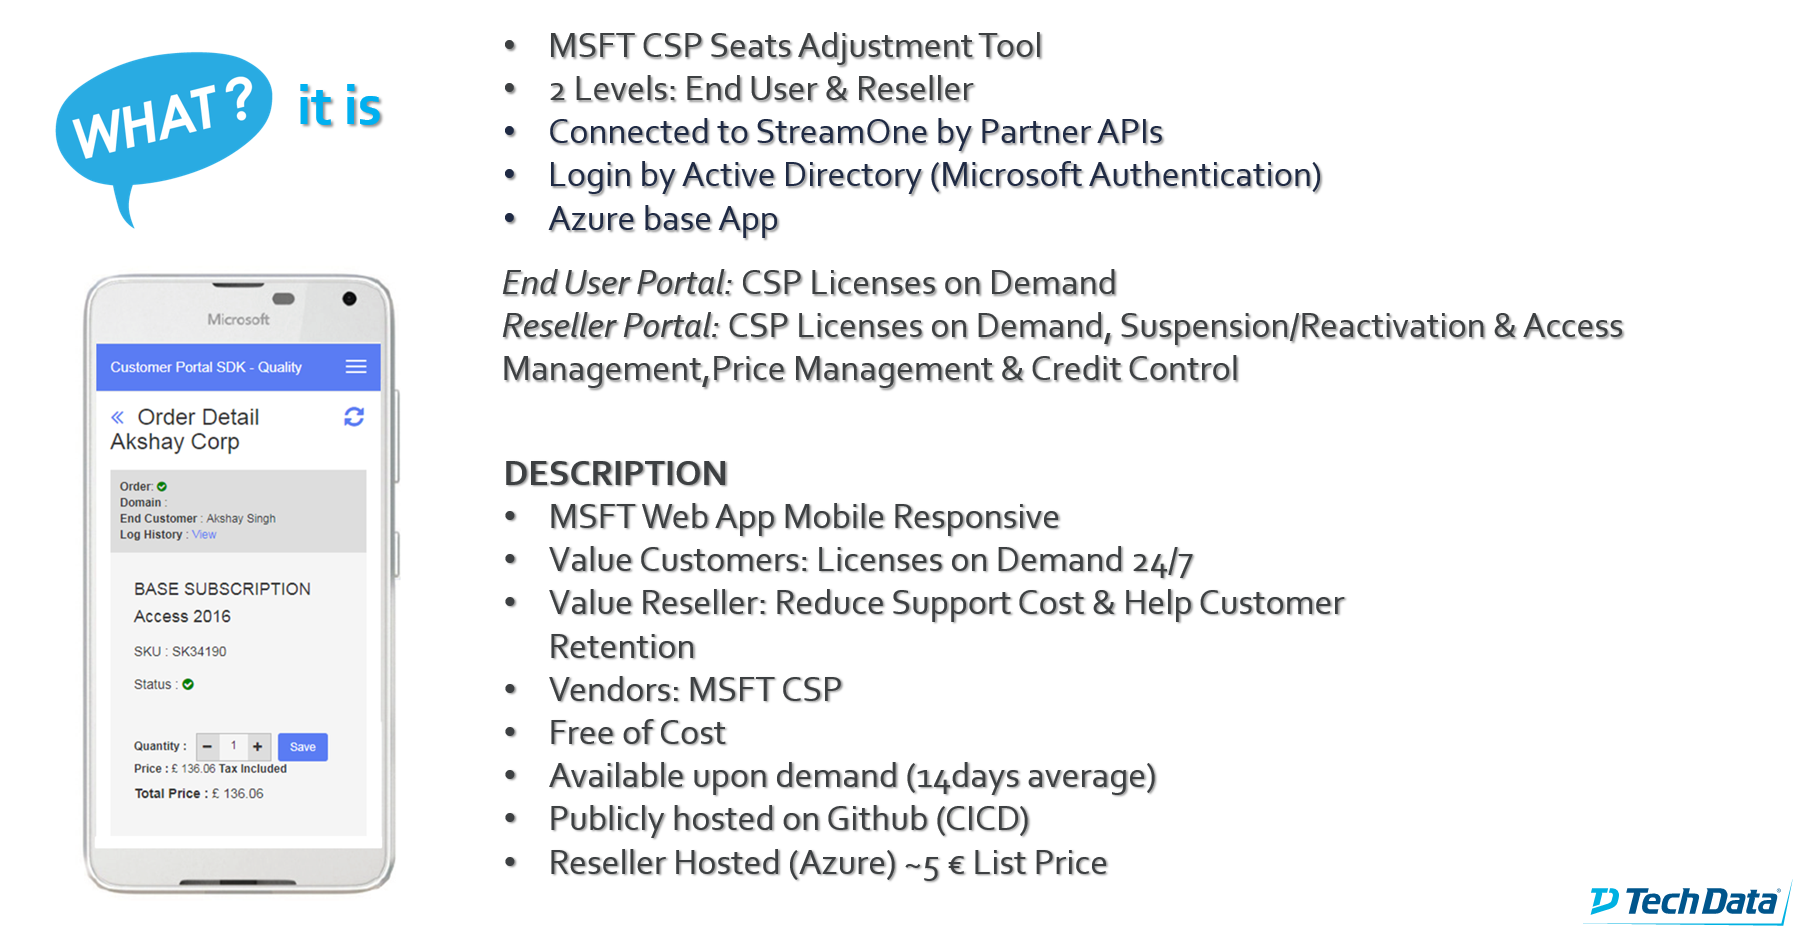 WHAT? it is
• MSFT CSP Seats Adjustment Tool
• 2 Levels: End User & Reseller
• Connected to StreamOne by Partner APIs
• Login by Active Directory (Microsoft Authentication)
• Azure base App
End User Portal: CSP Licenses on Demand
Reseller Portal: CSP Licenses on Demand, Suspension/Reactivation & Access
Management,Price Management & Credit Control
DESCRIPTION
• MSFT Web App Mobile Responsive
• Value Customers: Licenses on Demand 24/7
• Value Reseller: Reduce Support Cost & Help Customer
Retention
• Vendors: MSFT CSP
• Free of Cost
• Available upon demand (14days average)
• Publicly hosted on Github (CICD)
• Reseller Hosted (Azure) ~5 € List Price
Microsoft
Customer Portal SDK - Quality
« Order Detail
Akshay Corp
Order:
Domain :
End Customer : Akshay Singh
Log History : View
BASE SUBSCRIPTION
Access 2016
SKU : SK34190
Status :
Quantity : − 1 + Save
Price : £ 136.06 Tax Included
Total Price : £ 136.06
TD Tech Data®